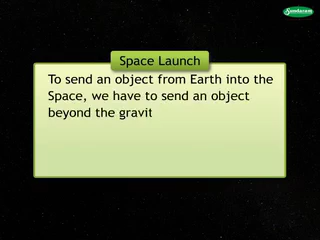 Sundaram
Space Launch
To send an object from Earth into the
Space, we have to send an object
beyond the gravit